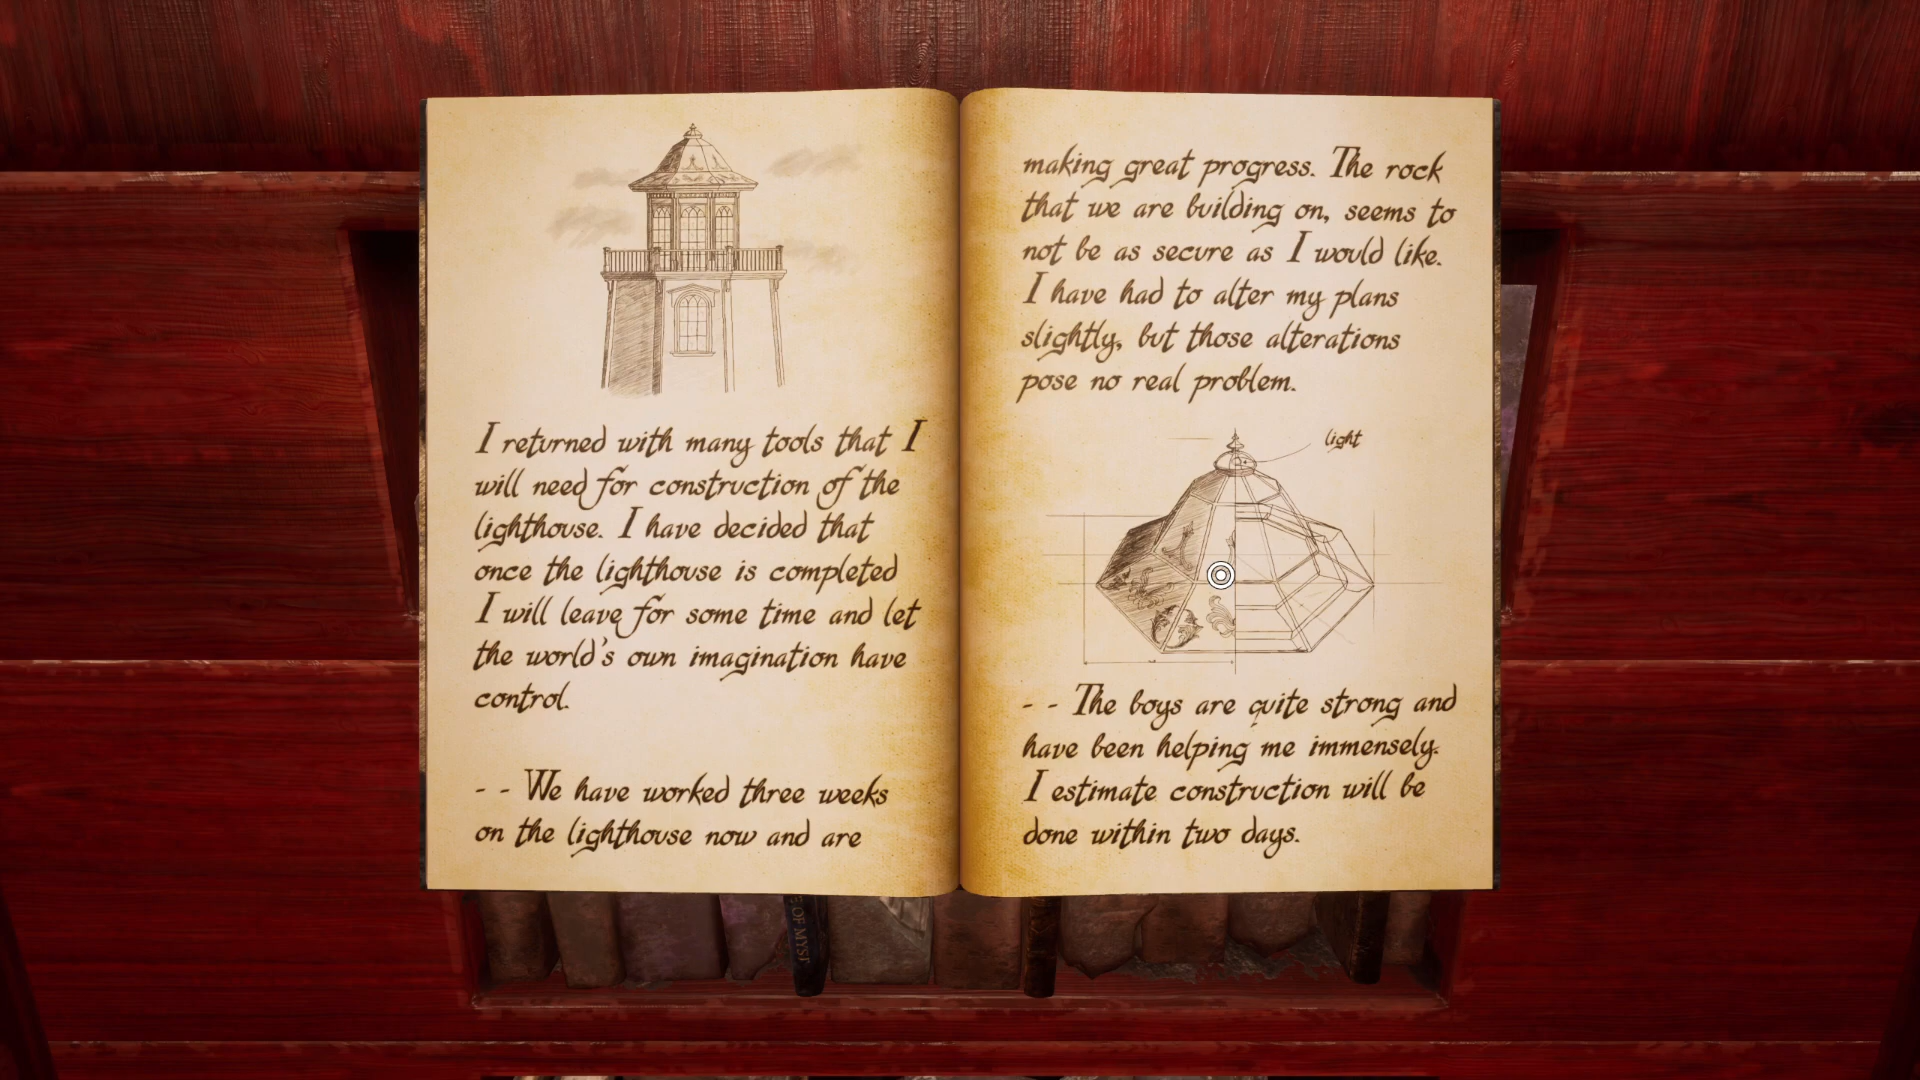 I returned with many tools that I
will need for construction of the
lighthouse. I have decided that
once the lighthouse is completed
I will leave for some time and let
the world's own imagination have
control.
- - We have worked three weeks
on the lighthouse now and are
making great progress. The rock
that we are building on, seems to
not be as secure as I would like.
I have had to alter my plans
slightly, but those alterations
pose no real problem.
light
- - The boys are quite strong and
have been helping me immensely.
I estimate construction will be
done within two days.
OF MYST